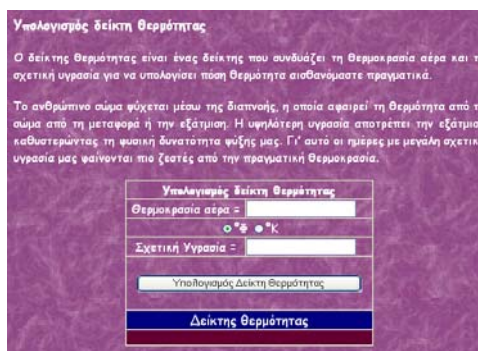 Υπολογισμός δείκτη θερμότητας
Ο δείκτης θερμότητας είναι ένας δείκτης που συνδυάζει τη θερμοκρασία αέρα και τ
σχετική υγρασία για να υπολογίσει πόση θερμότητα αισθανόμαστε πραγματικά.
Το ανθρώπινο σώμα ψύχεται μέσω της διαπνοής, η οποία αφαιρεί τη θερμότητα από τ
σώμα από τη μεταφορά ή την εξάτμιση. Η υψηλότερη υγρασία αποτρέπει την εξάτμισ
καθυστερώντας τη φυσική δυνατότητα ψύξης μας. Γι' αυτό οι ημέρες με μεγάλη σχετικ
υγρασία μας φαίνονται πιο ζεστές από την πραγματική θερμοκρασία.
Υπολογισμός δείκτη θερμότητας
Θερμοκρασία αέρα =
°Φ °Κ
Σχετική Υγρασία =
Υπολογισμός Δείκτη Θερμότητας
Δείκτης θερμότητας